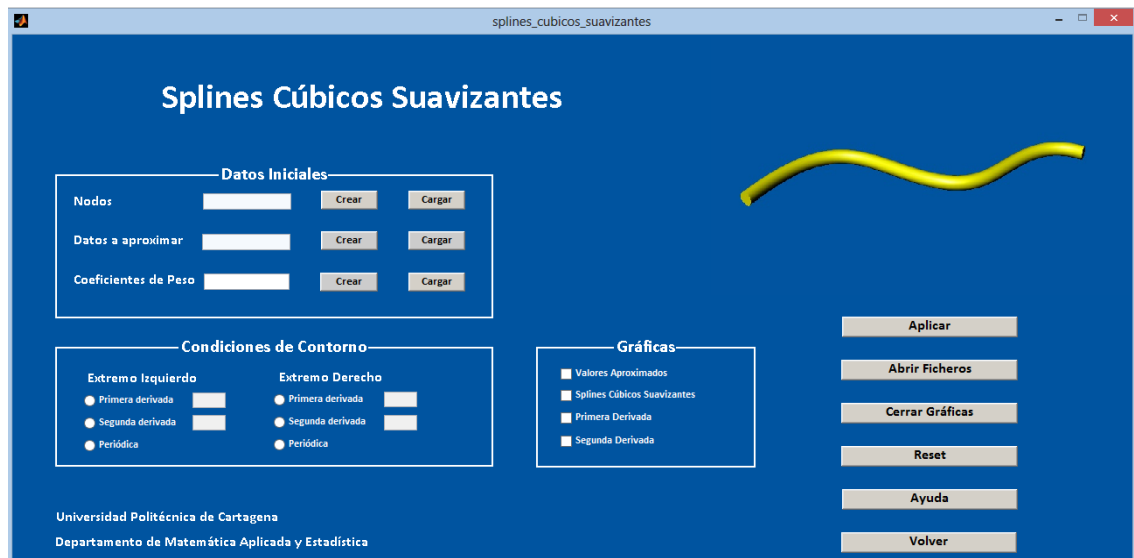 splines_cubicos_suavizantes
Splines Cúbicos Suavizantes
Datos Iniciales
Nodos Crear Cargar
Datos a aproximar Crear Cargar
Coeficientes de Peso Crear Cargar
Condiciones de Contorno
Extremo Izquierdo Extremo Derecho
Primera derivada Primera derivada
Segunda derivada Segunda derivada
Periódica Periódica
Gráficas
Valores Aproximados
Splines Cúbicos Suavizantes
Primera Derivada
Segunda Derivada
Aplicar
Abrir Ficheros
Cerrar Gráficas
Reset
Ayuda
Volver
Universidad Politécnica de Cartagena
Departamento de Matemática Aplicada y Estadística